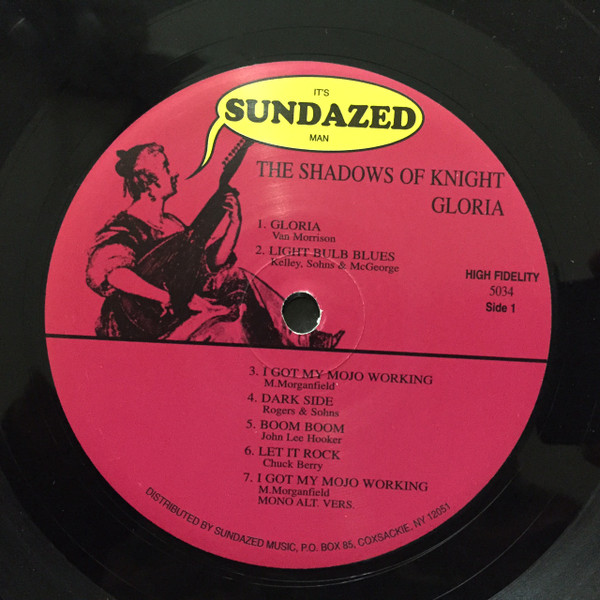 IT'S
SUNDAZED
MAN
THE SHADOWS OF KNIGHT
GLORIA
1. GLORIA
Van Morrison
2. LIGHT BULB BLUES
Kelley, Sohns & McGeorge
HIGH FIDELITY
5034
Side 1
3. I GOT MY MOJO WORKING
M.Morganfield
4. DARK SIDE
Rogers & Sohns
5. BOOM BOOM
John Lee Hooker
6. LET IT ROCK
Chuck Berry
7. I GOT MY MOJO WORKING
M.Morganfield
MONO ALT. VERS.
DISTRIBUTED BY SUNDAZED MUSIC, P.O. BOX 85, COXSACKIE, NY 12051